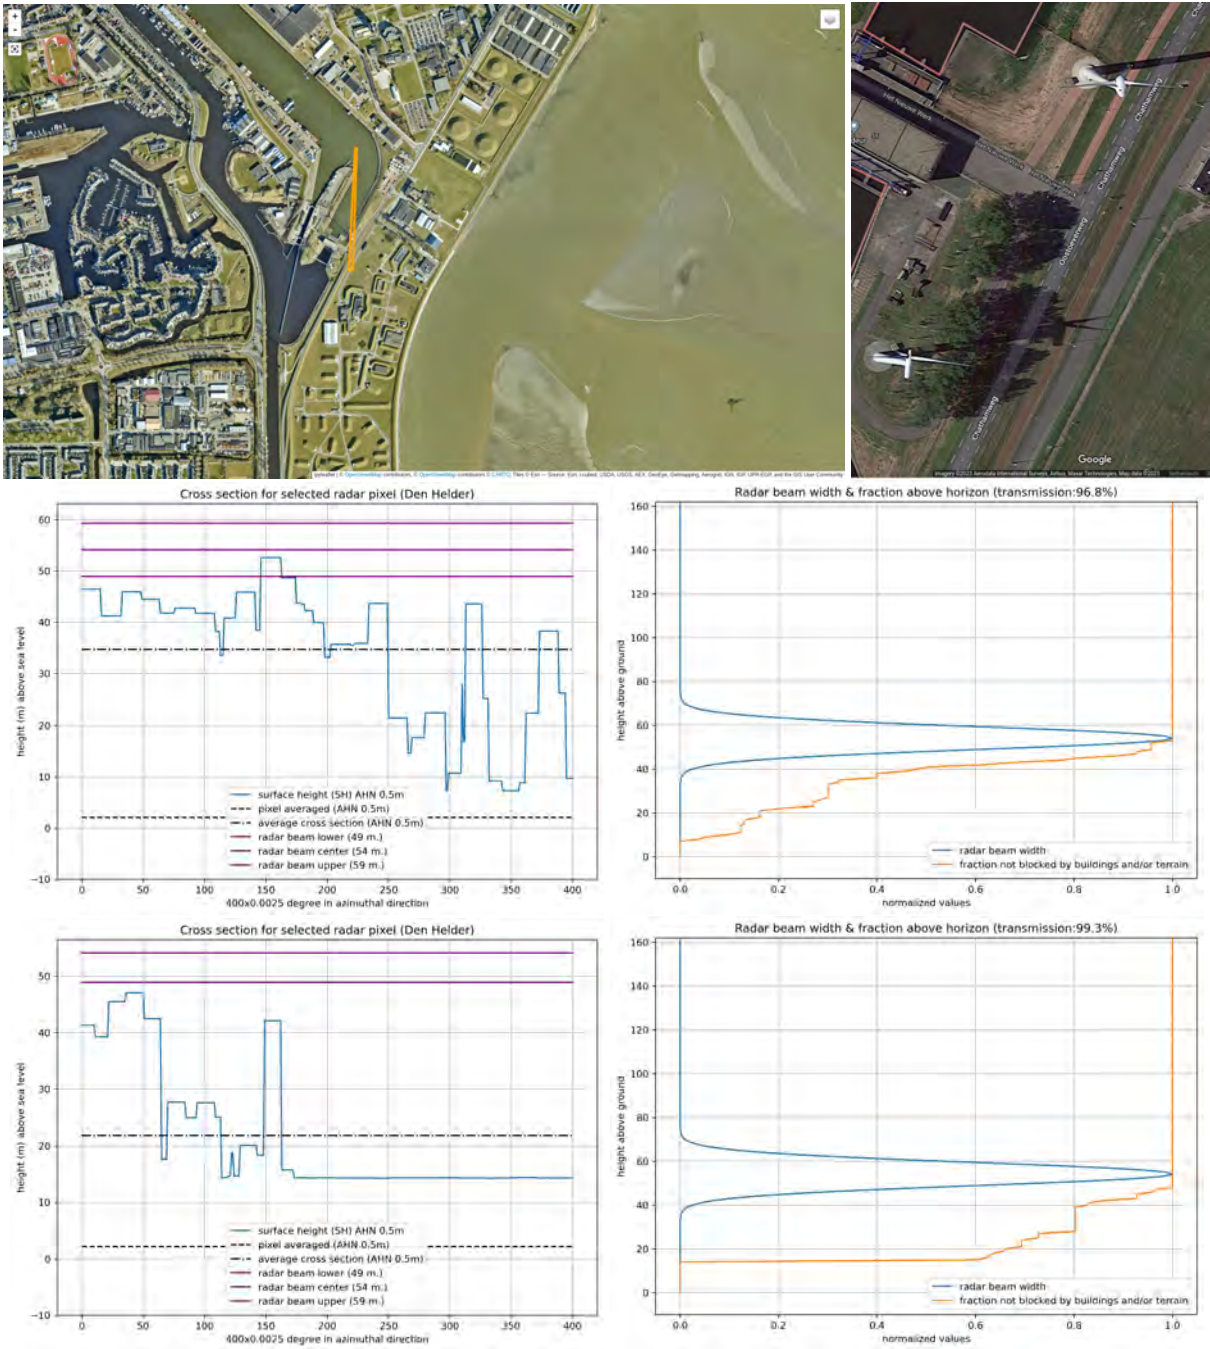 +
-
Het Nieuwe Werk
Chathamweg
Chathamweg
Chathamweg
Oostoeverweg
Chathamweg
Google
Cross section for selected radar pixel (Den Helder)
60
50
40
30
20
10
0
−10
height (m) above sea level
surface height (SH) AHN 0.5m
pixel averaged (AHN 0.5m)
average cross section (AHN 0.5m)
radar beam lower (49 m.)
radar beam center (54 m.)
radar beam upper (59 m.)
0 50 100 150 200 250 300 350 400
400x0.0025 degree in azimuthal direction
Radar beam width & fraction above horizon (transmission:96.8%)
160
140
120
100
80
60
40
20
0
height above ground
radar beam width
fraction not blocked by buildings and/or terrain
0.0 0.2 0.4 0.6 0.8 1.0
normalized values
Cross section for selected radar pixel (Den Helder)
50
40
30
20
10
0
−10
height (m) above sea level
surface height (SH) AHN 0.5m
pixel averaged (AHN 0.5m)
average cross section (AHN 0.5m)
radar beam lower (49 m.)
radar beam center (54 m.)
radar beam upper (59 m.)
0 50 100 150 200 250 300 350 400
400x0.0025 degree in azimuthal direction
Radar beam width & fraction above horizon (transmission:99.3%)
160
140
120
100
80
60
40
20
0
height above ground
radar beam width
fraction not blocked by buildings and/or terrain
0.0 0.2 0.4 0.6 0.8 1.0
normalized values